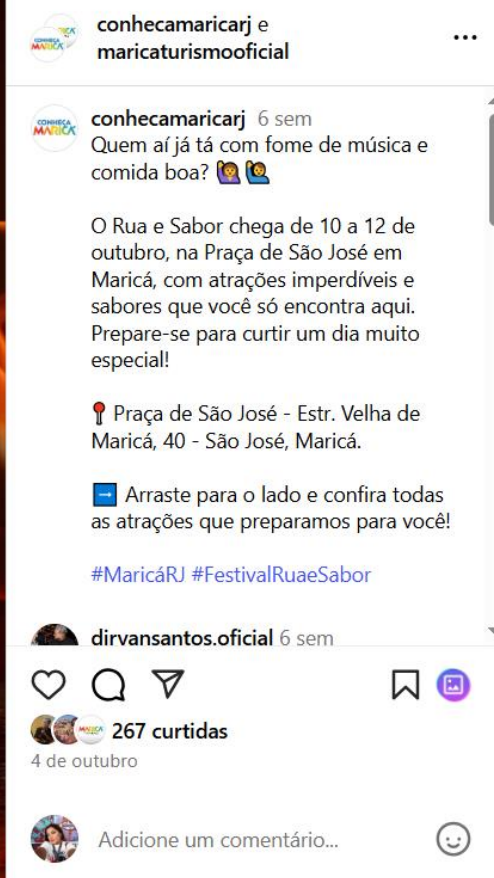 conhecamaricarj e
maricaturismooficial
CONHEÇA
MARICÁ
conhecamaricarj 6 sem
Quem aí já tá com fome de música e
comida boa? 🙋‍♀️ 🙋‍♂️
O Rua e Sabor chega de 10 a 12 de
outubro, na Praça de São José em
Maricá, com atrações imperdíveis e
sabores que você só encontra aqui.
Prepare-se para curtir um dia muito
especial!
📍 Praça de São José - Estr. Velha de
Maricá, 40 - São José, Maricá.
➡️ Arraste para o lado e confira todas
as atrações que preparamos para você!
#MaricáRJ #FestivalRuaeSabor
dirvansantos.oficial 6 sem
267 curtidas
4 de outubro
Adicione um comentário...